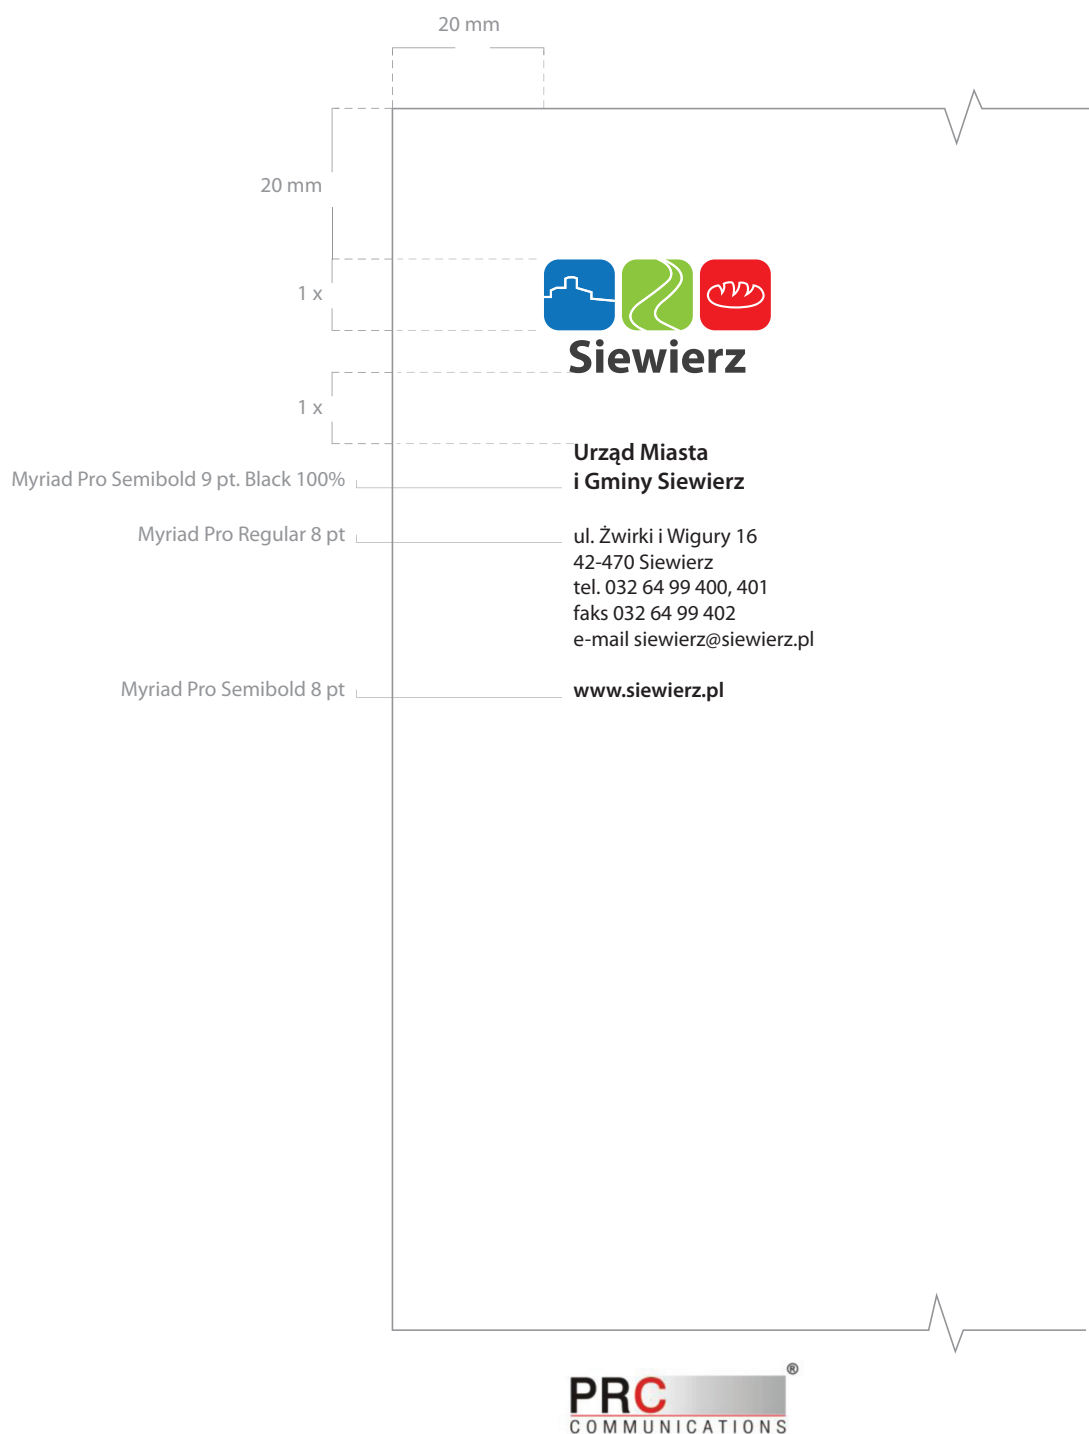 20 mm
20 mm
1 x
Siewierz
1 x
Urząd Miasta
Myriad Pro Semibold 9 pt. Black 100%
i Gminy Siewierz
Myriad Pro Regular 8 pt
ul. Żwirki i Wigury 16
42-470 Siewierz
tel. 032 64 99 400, 401
faks 032 64 99 402
e-mail siewierz@siewierz.pl
Myriad Pro Semibold 8 pt
www.siewierz.pl
PRC ®
COMMUNICATIONS